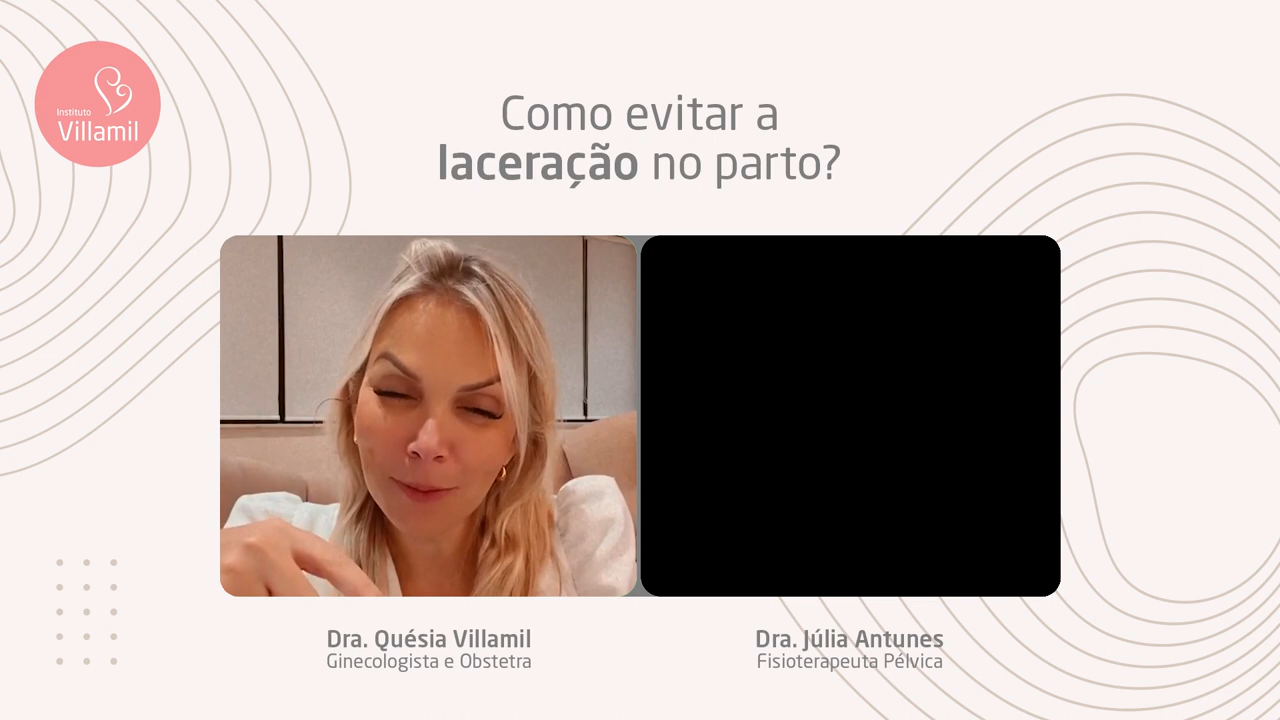 Instituto
Villamil
Como evitar a
laceração no parto?
Dra. Quésia Villamil
Ginecologista e Obstetra
Dra. Júlia Antunes
Fisioterapeuta Pélvica